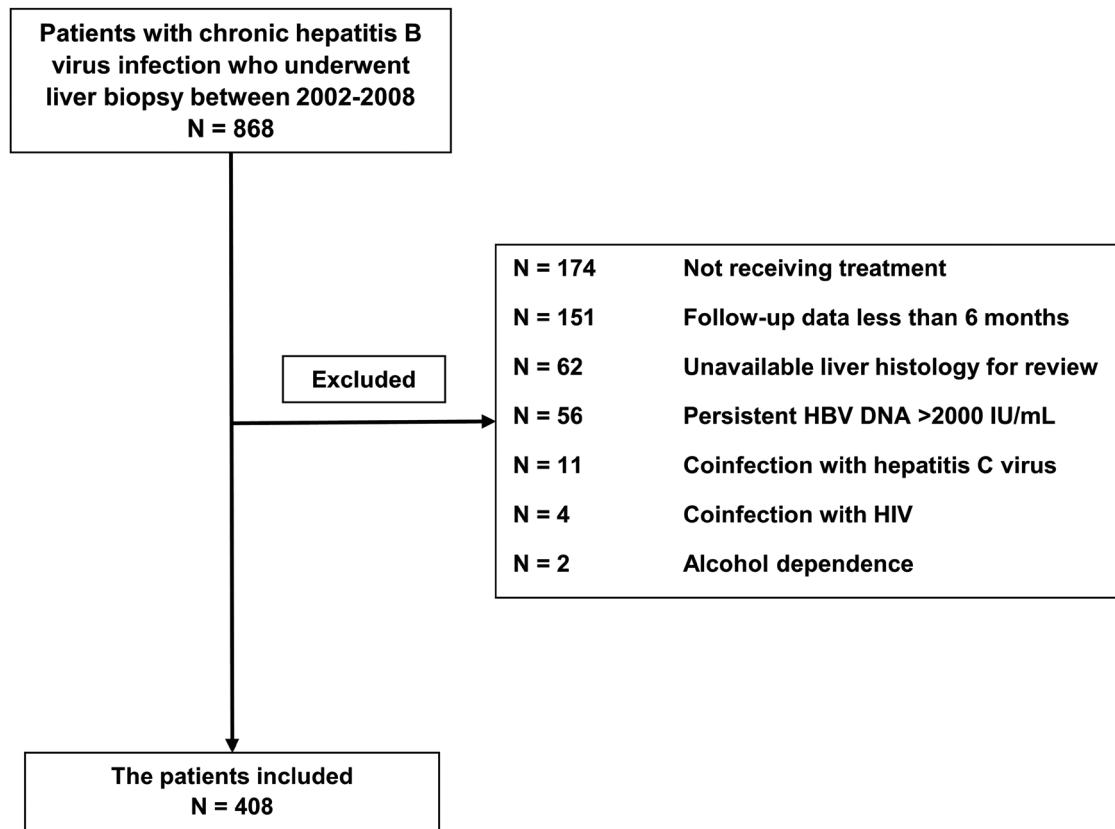 Patients with chronic hepatitis B
virus infection who underwent
liver biopsy between 2002-2008
N = 868
N = 174 Not receiving treatment
N = 151 Follow-up data less than 6 months
N = 62 Unavailable liver histology for review
Excluded
N = 56 Persistent HBV DNA >2000 IU/mL
N = 11 Coinfection with hepatitis C virus
N = 4 Coinfection with HIV
N = 2 Alcohol dependence
The patients included
N = 408